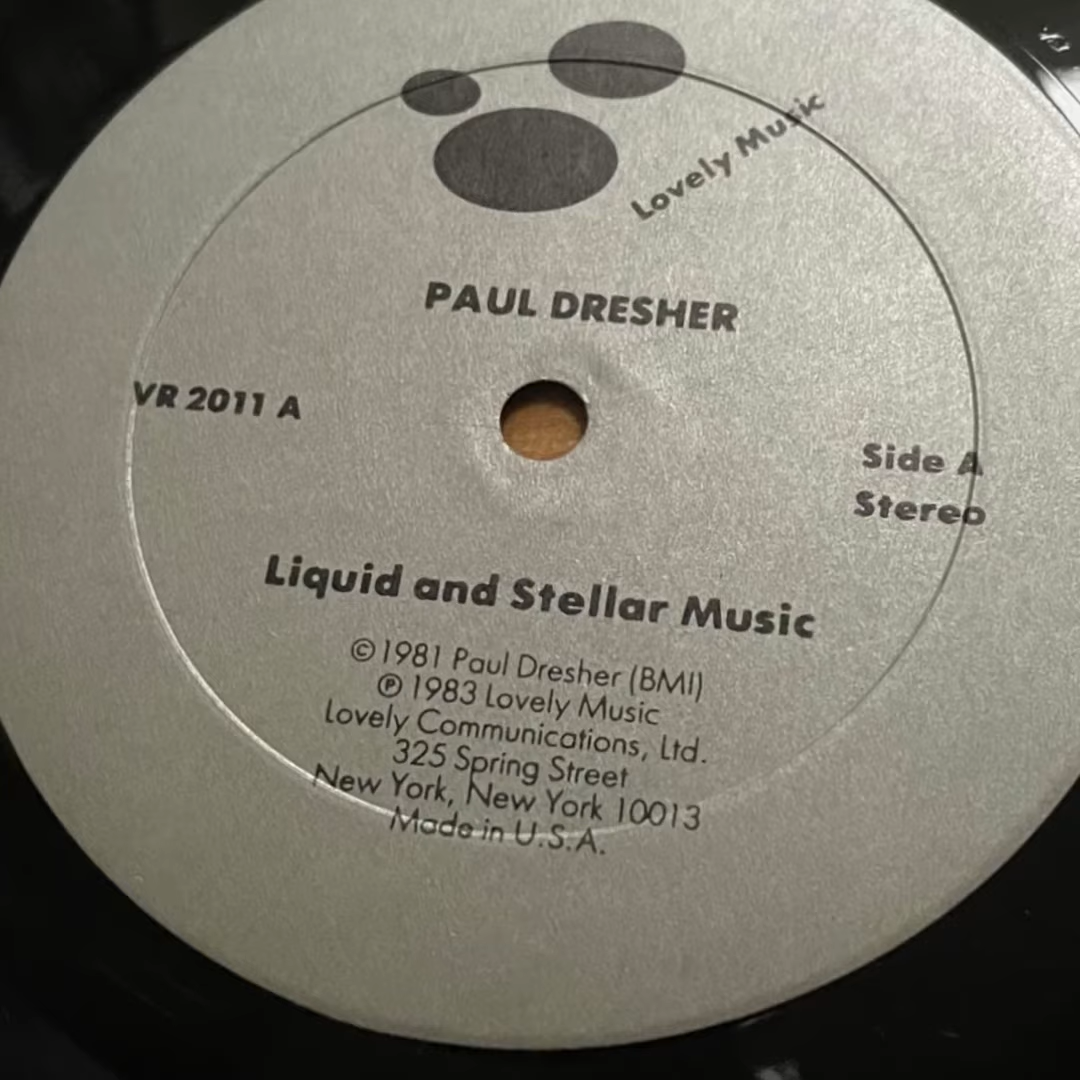 Lovely Music
PAUL DRESHER
VR 2011 A
Side A
Stereo
Liquid and Stellar Music
©1981 Paul Dresher (BMI)
℗ 1983 Lovely Music
Lovely Communications, Ltd.
325 Spring Street
New York, New York 10013
Made in U.S.A.